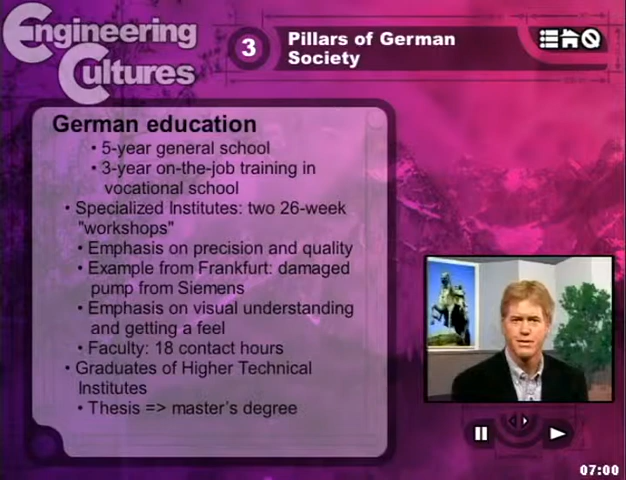 Engineering
Cultures
3
Pillars of German
Society
German education
• 5-year general school
• 3-year on-the-job training in
vocational school
• Specialized Institutes: two 26-week
"workshops"
• Emphasis on precision and quality
• Example from Frankfurt: damaged
pump from Siemens
• Emphasis on visual understanding
and getting a feel
• Faculty: 18 contact hours
• Graduates of Higher Technical
Institutes
• Thesis => master's degree
07:00